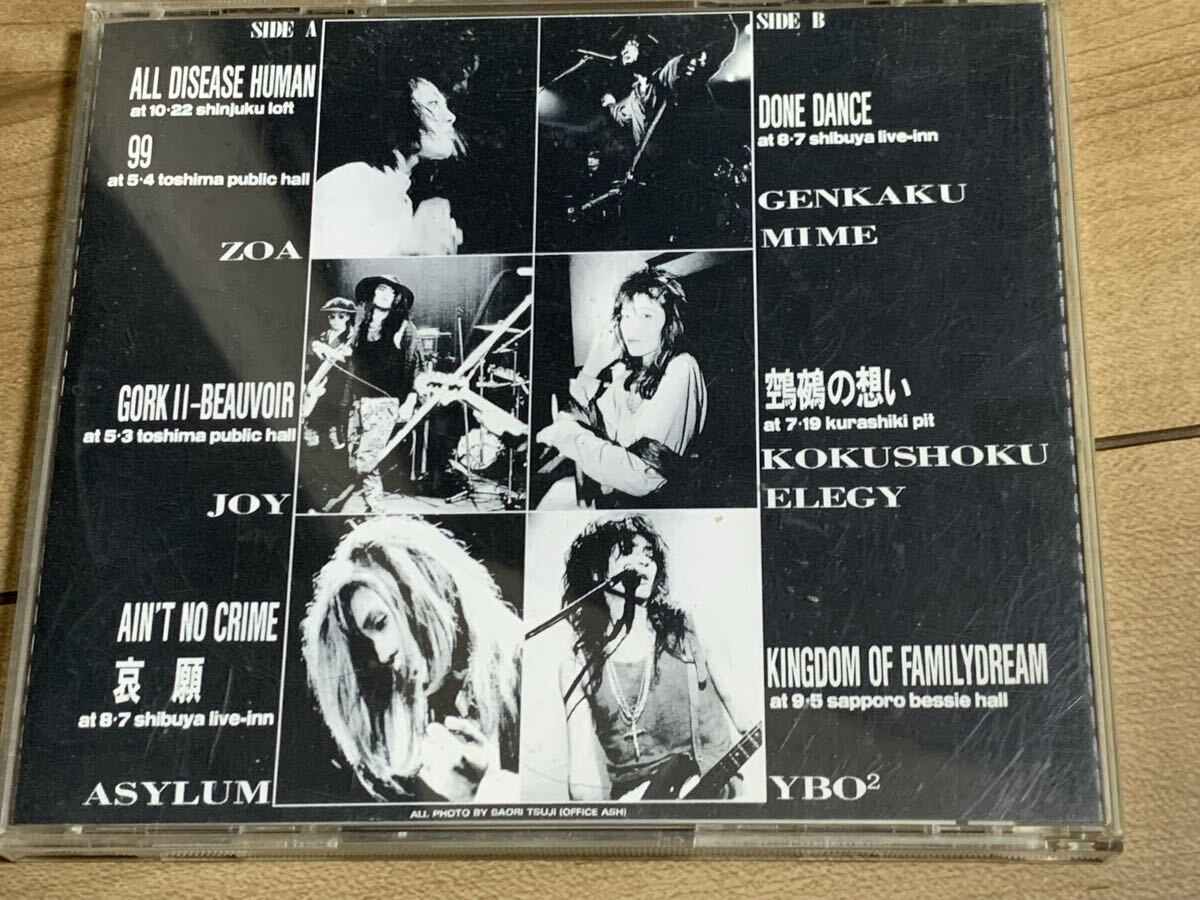 SIDE A
ALL DISEASE HUMAN
at 10·22 shinjuku loft
99
at 5·4 toshima public hall
ZOA
GORK II-BEAUVOIR
at 5·3 toshima public hall
JOY
AIN'T NO CRIME
哀願
at 8·7 shibuya live-inn
ASYLUM
SIDE B
DONE DANCE
at 8·7 shibuya live-inn
GENKAKU
MIME
の想い
at 7·19 kurashiki pit
KOKUSHOKU
ELEGY
KINGDOM OF FAMILYDREAM
at 9·5 sapporo bessie hall
YBO²
ALL PHOTO BY SAORI TSUJI (OFFICE ASH)